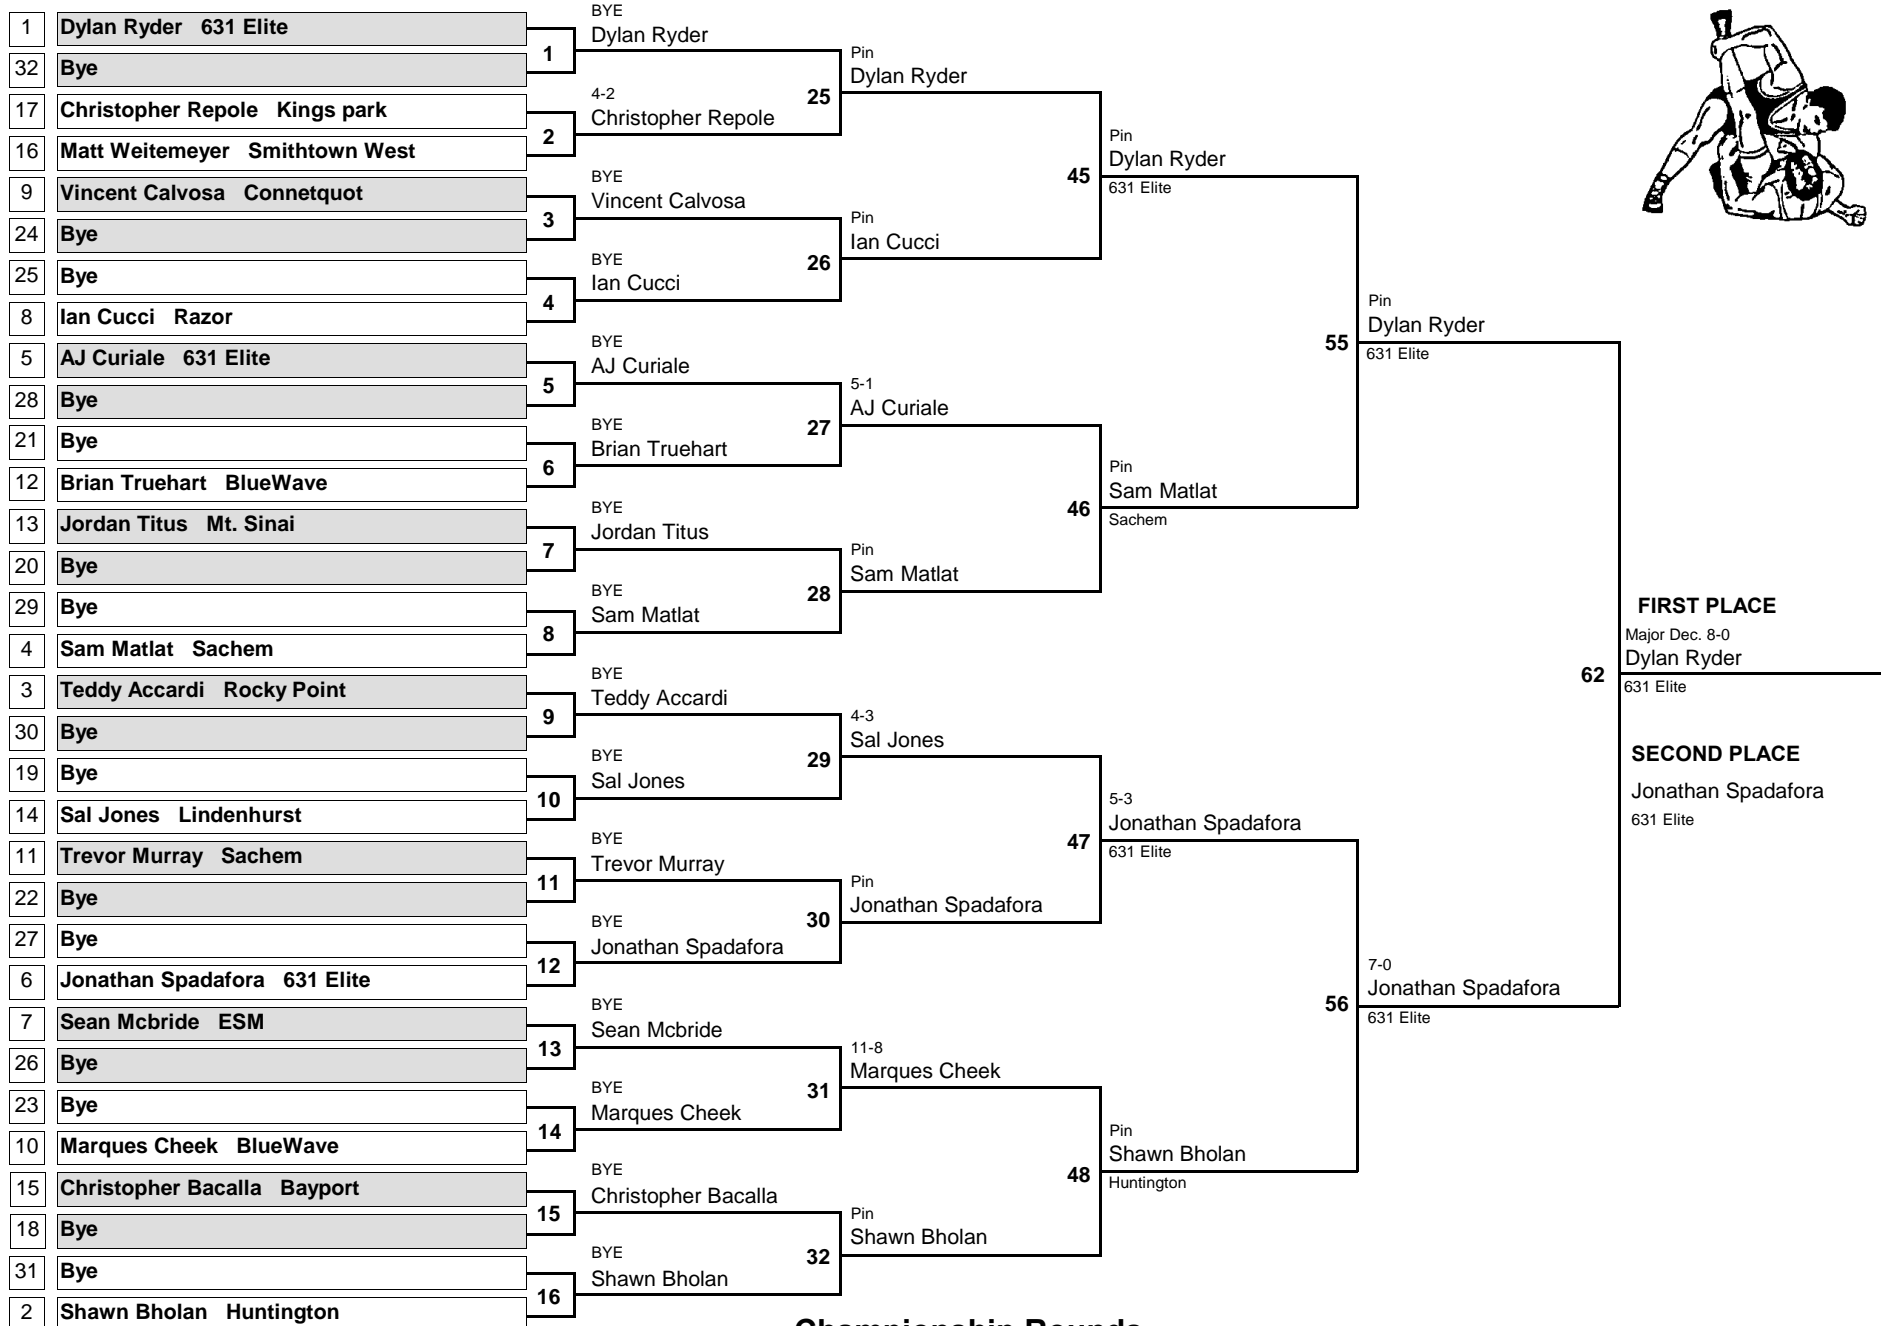 1 Dylan Ryder 631 Elite
32 Bye
17 Christopher Repole Kings park
16 Matt Weitemeyer Smithtown West
9 Vincent Calvosa Connetquot
24 Bye
25 Bye
8 Ian Cucci Razor
5 AJ Curiale 631 Elite
28 Bye
21 Bye
12 Brian Truehart BlueWave
13 Jordan Titus Mt. Sinai
20 Bye
29 Bye
4 Sam Matlat Sachem
3 Teddy Accardi Rocky Point
30 Bye
19 Bye
14 Sal Jones Lindenhurst
11 Trevor Murray Sachem
22 Bye
27 Bye
6 Jonathan Spadafora 631 Elite
7 Sean Mcbride ESM
26 Bye
23 Bye
10 Marques Cheek BlueWave
15 Christopher Bacalla Bayport
18 Bye
31 Bye
2 Shawn Bholan Huntington
1
2
3
4
5
6
7
8
9
10
11
12
13
14
15
16
BYE
Dylan Ryder
4-2
Christopher Repole
BYE
Vincent Calvosa
BYE
Ian Cucci
BYE
AJ Curiale
BYE
Brian Truehart
BYE
Jordan Titus
BYE
Sam Matlat
BYE
Teddy Accardi
BYE
Sal Jones
BYE
Trevor Murray
BYE
Jonathan Spadafora
BYE
Sean Mcbride
BYE
Marques Cheek
BYE
Christopher Bacalla
BYE
Shawn Bholan
25
26
27
28
29
30
31
32
Pin
Dylan Ryder
Pin
Ian Cucci
5-1
AJ Curiale
Pin
Sam Matlat
4-3
Sal Jones
Pin
Jonathan Spadafora
11-8
Marques Cheek
Pin
Shawn Bholan
45
46
47
48
Pin
Dylan Ryder
631 Elite
Pin
Sam Matlat
Sachem
5-3
Jonathan Spadafora
631 Elite
Pin
Shawn Bholan
Huntington
55
56
Pin
Dylan Ryder
631 Elite
7-0
Jonathan Spadafora
631 Elite
62
FIRST PLACE
Major Dec. 8-0
Dylan Ryder
631 Elite
SECOND PLACE
Jonathan Spadafora
631 Elite
Championship Rounds